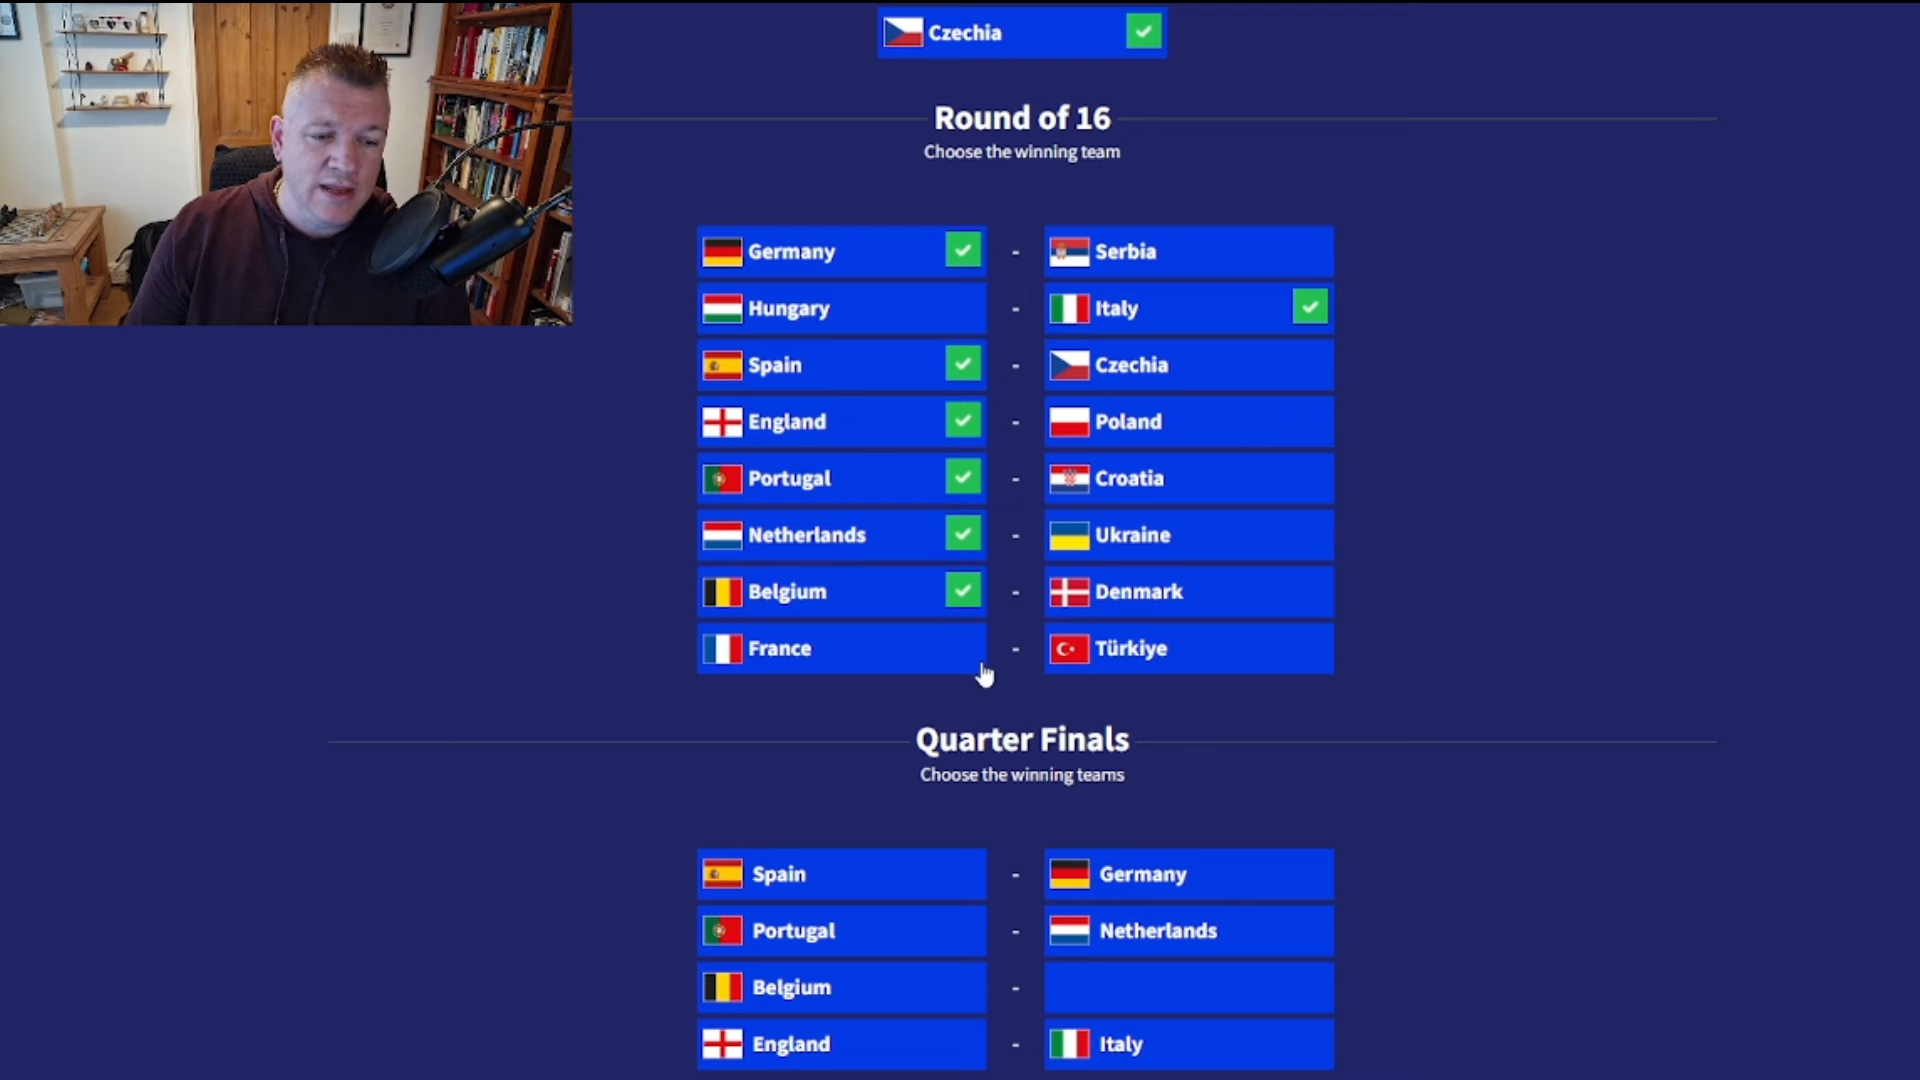 Czechia
Round of 16
Choose the winning team
Germany - Serbia
Hungary - Italy
Spain - Czechia
England - Poland
Portugal - Croatia
Netherlands - Ukraine
Belgium - Denmark
France - Türkiye
Quarter Finals
Choose the winning teams
Spain - Germany
Portugal - Netherlands
Belgium -
England - Italy